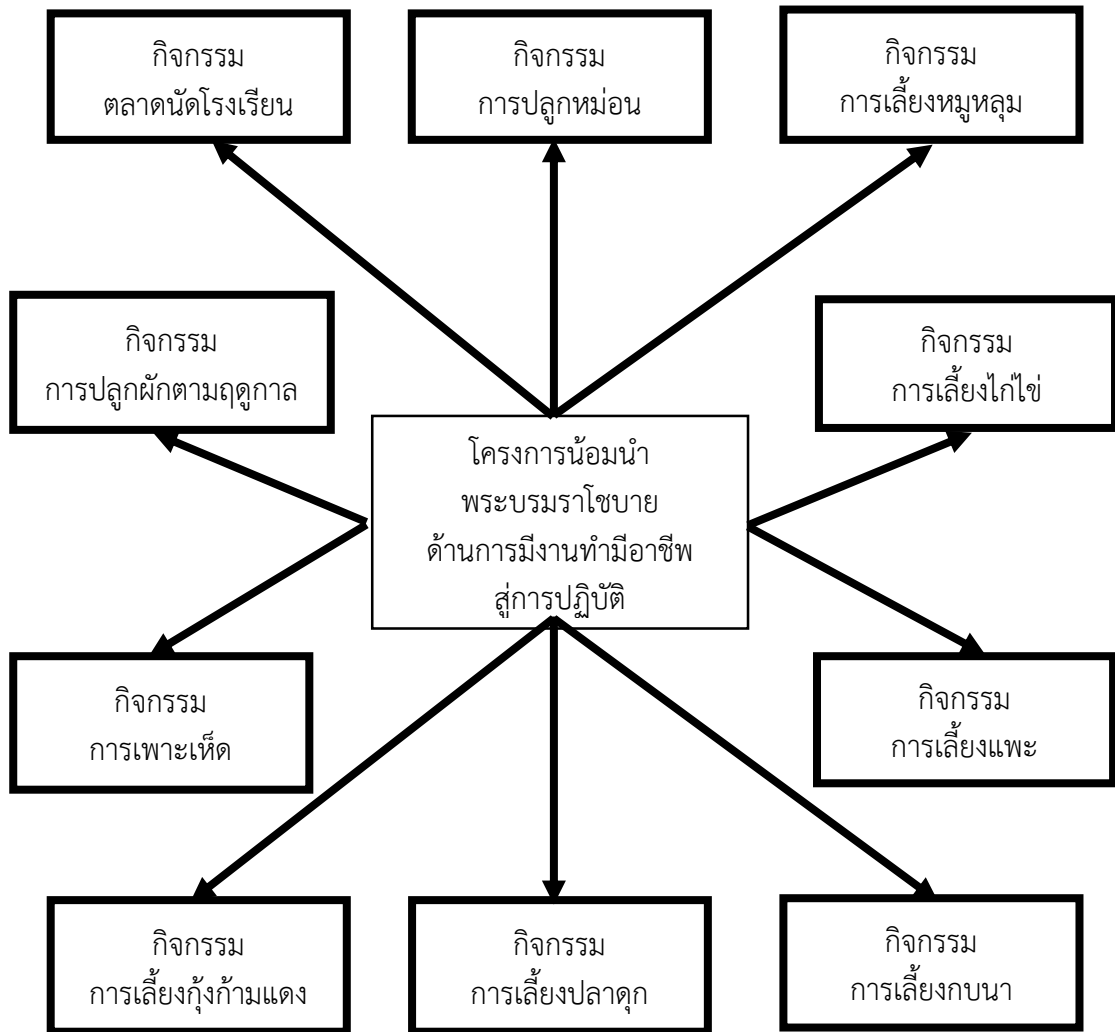 กิจกรรม
ตลาดนัดโรงเรียน
กิจกรรม
การปลูกหม่อน
กิจกรรม
การเลี้ยงหมูหลุม
กิจกรรม
การปลูกผักตามฤดูกาล
กิจกรรม
การเลี้ยงไก่ไข่
โครงการน้อมนำ
พระบรมราโชบาย
ด้านการมีงานทำมีอาชีพ
สู่การปฏิบัติ
กิจกรรม
การเพาะเห็ด
กิจกรรม
การเลี้ยงแพะ
กิจกรรม
การเลี้ยงกุ้งก้ามแดง
กิจกรรม
การเลี้ยงปลาดุก
กิจกรรม
การเลี้ยงกบนา